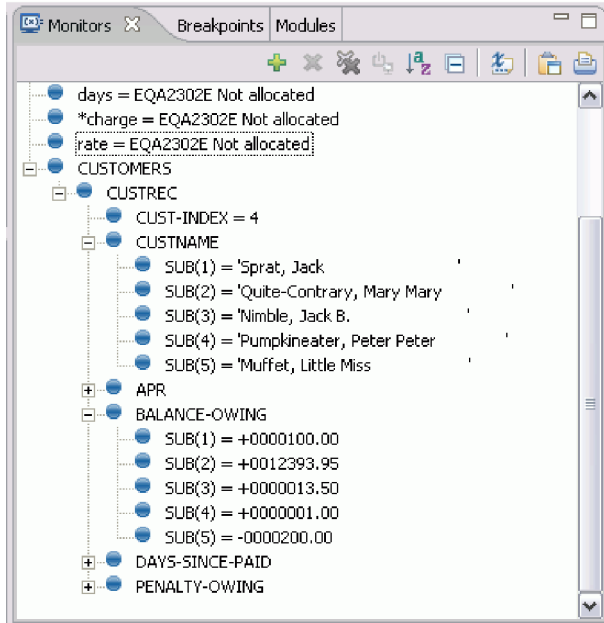 Monitors Breakpoints Modules
days = EQA2302E Not allocated
*charge = EQA2302E Not allocated
rate = EQA2302E Not allocated
CUSTOMERS
CUSTREC
CUST-INDEX = 4
CUSTNAME
SUB(1) = 'Sprat, Jack '
SUB(2) = 'Quite-Contrary, Mary Mary '
SUB(3) = 'Nimble, Jack B. '
SUB(4) = 'Pumpkineater, Peter Peter '
SUB(5) = 'Muffet, Little Miss '
APR
BALANCE-OWING
SUB(1) = +0000100.00
SUB(2) = +0012393.95
SUB(3) = +0000013.50
SUB(4) = +0000001.00
SUB(5) = -0000200.00
DAYS-SINCE-PAID
PENALTY-OWING